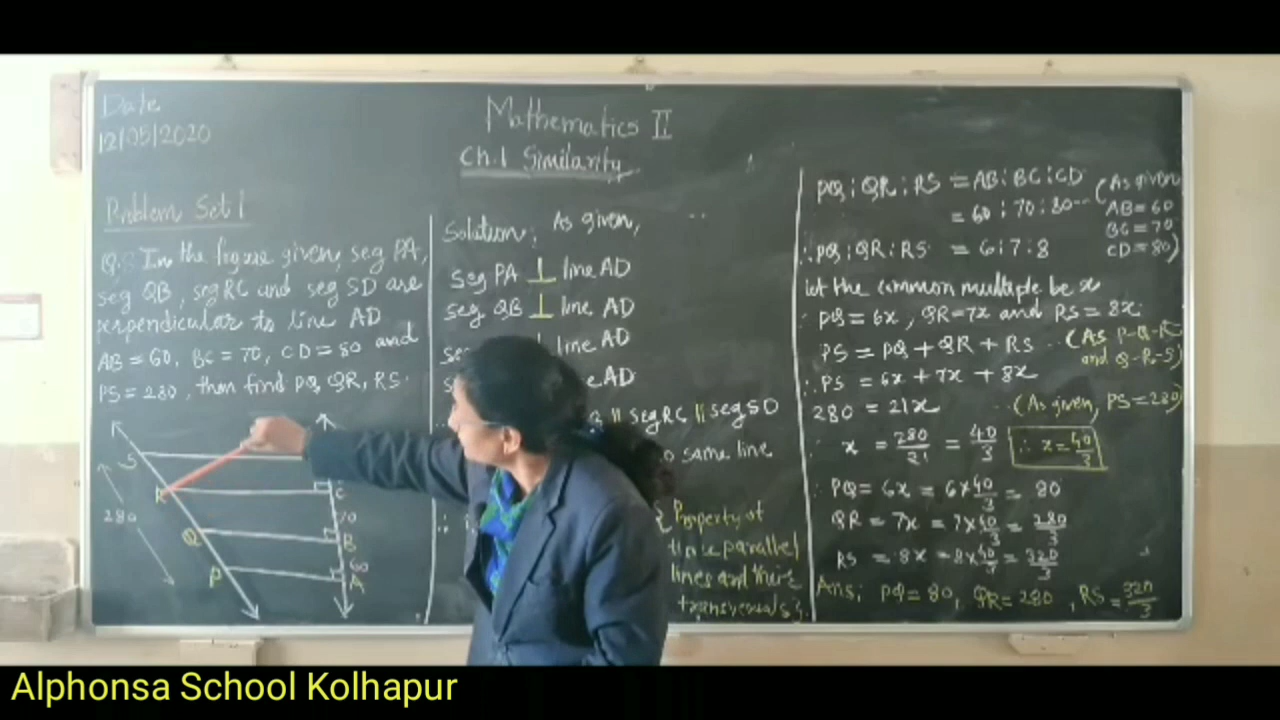 Date
12/05/2020
Mathematics II
Ch.1 Similarity
Problem Set 1
Q. In the figure given, seg PA,
seg QB, seg RC and seg SD are
perpendicular to line AD
AB = 60, BC = 70, CD = 80 and
PS = 280, then find PQ, QR, RS.
S
R
280
Q
P
C
70
B
60
A
Solution: As given,
seg PA ⊥ line AD
seg QB ⊥ line AD
line AD
AD
|| seg RC || seg SD
same line
{Property of
three parallel
lines and their
transversals}.
PQ : QR : RS = AB : BC : CD (As given
= 60 : 70 : 80 -- AB = 60
BC = 70
∴ PQ : QR : RS = 6 : 7 : 8 CD = 80)
let the common multiple be x
∴ PQ = 6x, QR = 7x and RS = 8x
PS = PQ + QR + RS .. (As P-Q-R
and Q-R-S)
∴ PS = 6x + 7x + 8x
280 = 21x .. (As given, PS = 280)
∴ x = 280/21 = 40/3 ∴ x = 40/3
∴ PQ = 6x = 6 × 40/3 = 80
QR = 7x = 7 × 40/3 = 280/3
RS = 8x = 8 × 40/3 = 320/3
Ans: PQ = 80, QR = 280, RS = 320/3
Alphonsa School Kolhapur